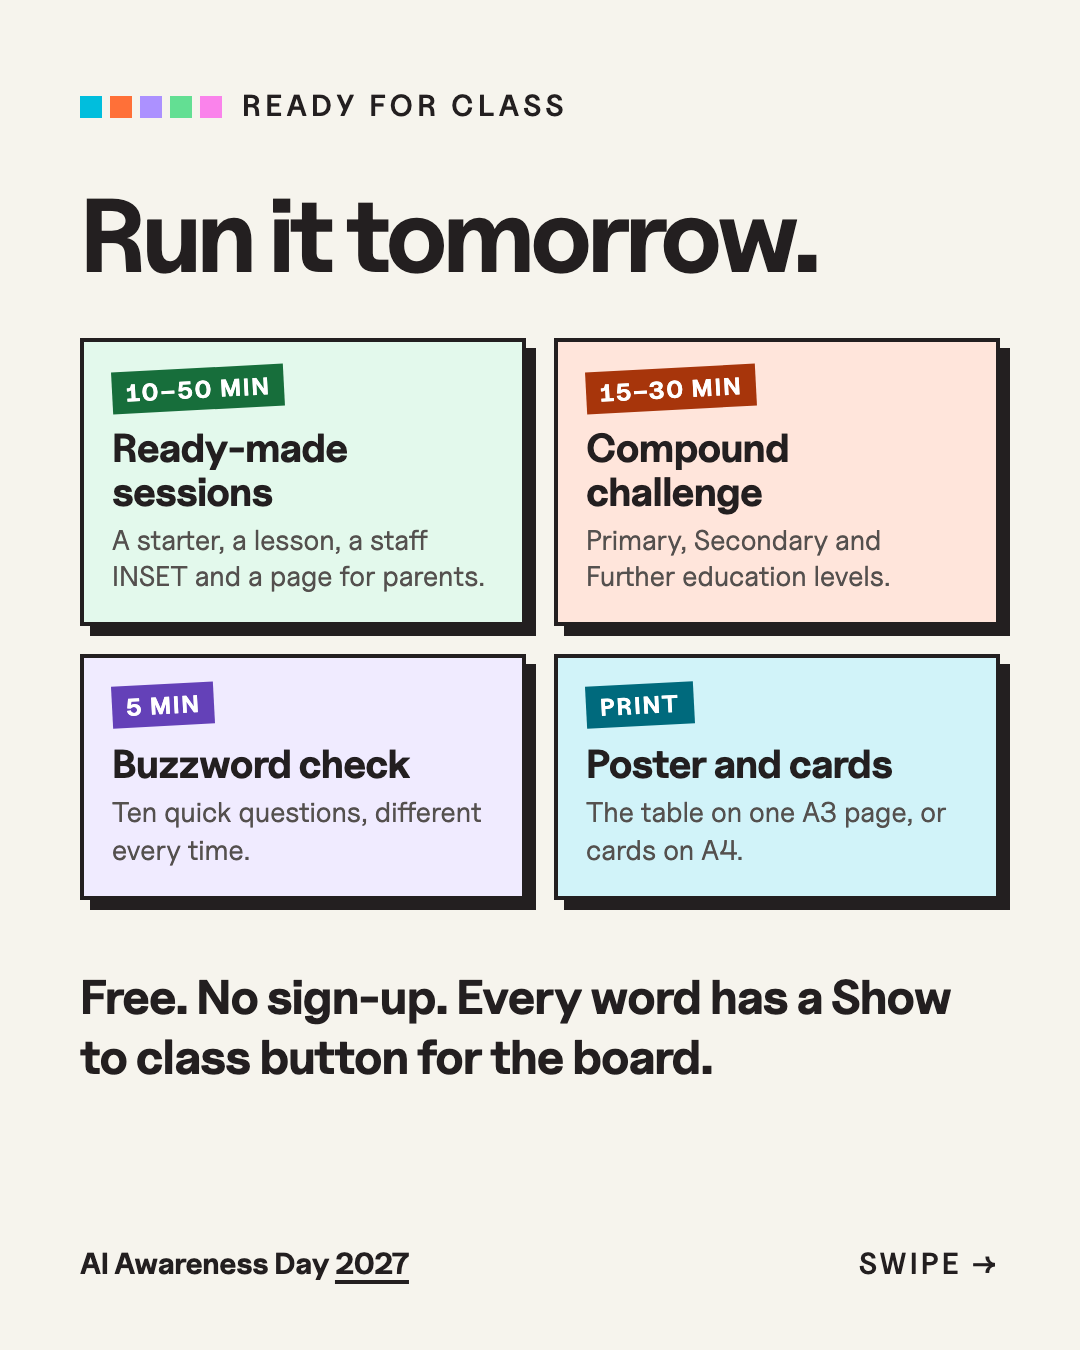 READY FOR CLASS
Run it tomorrow.
10–50 MIN
Ready-made
sessions
A starter, a lesson, a staff
INSET and a page for parents.
15–30 MIN
Compound
challenge
Primary, Secondary and
Further education levels.
5 MIN
Buzzword check
Ten quick questions, different
every time.
PRINT
Poster and cards
The table on one A3 page, or
cards on A4.
Free. No sign-up. Every word has a Show
to class button for the board.
AI Awareness Day 2027
SWIPE →